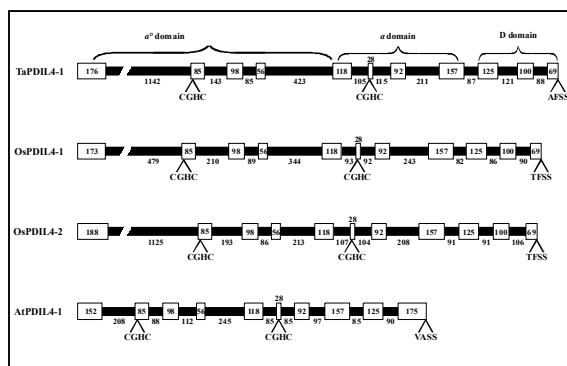 a° domain a domain D domain
28
TaPDIL4-1 176 85 98 56 118 92 157 125 100 69
1142 143 85 423 105 115 211 87 121 88
CGHC CGHC AFSS
28
OsPDIL4-1 173 85 98 56 118 92 157 125 100 69
479 210 89 344 93 92 243 82 86 90
CGHC CGHC TFSS
28
OsPDIL4-2 188 85 98 56 118 92 157 125 100 69
1125 193 86 213 107 104 208 91 91 106
CGHC CGHC TFSS
28
AtPDIL4-1 152 85 98 56 118 92 157 125 175
208 88 112 245 85 85 97 85 90
CGHC CGHC VASS